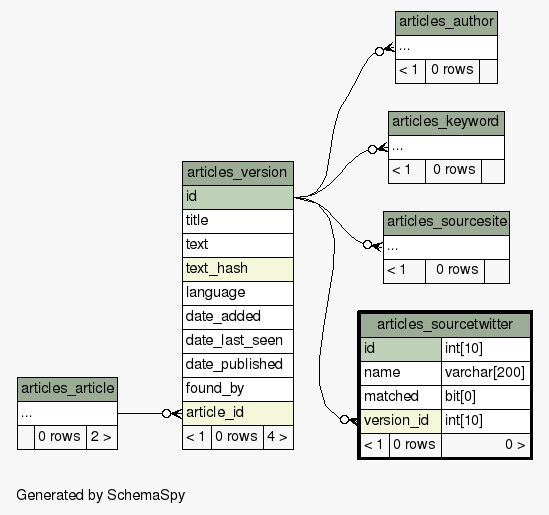 articles_author
...
< 1 0 rows
articles_keyword
...
< 1 0 rows
articles_sourcesite
...
< 1 0 rows
articles_version
id
title
text
text_hash
language
date_added
date_last_seen
date_published
found_by
article_id
< 1 0 rows 4 >
articles_sourcetwitter
id int[10]
name varchar[200]
matched bit[0]
version_id int[10]
< 1 0 rows 0 >
articles_article
...
0 rows 2 >
Generated by SchemaSpy